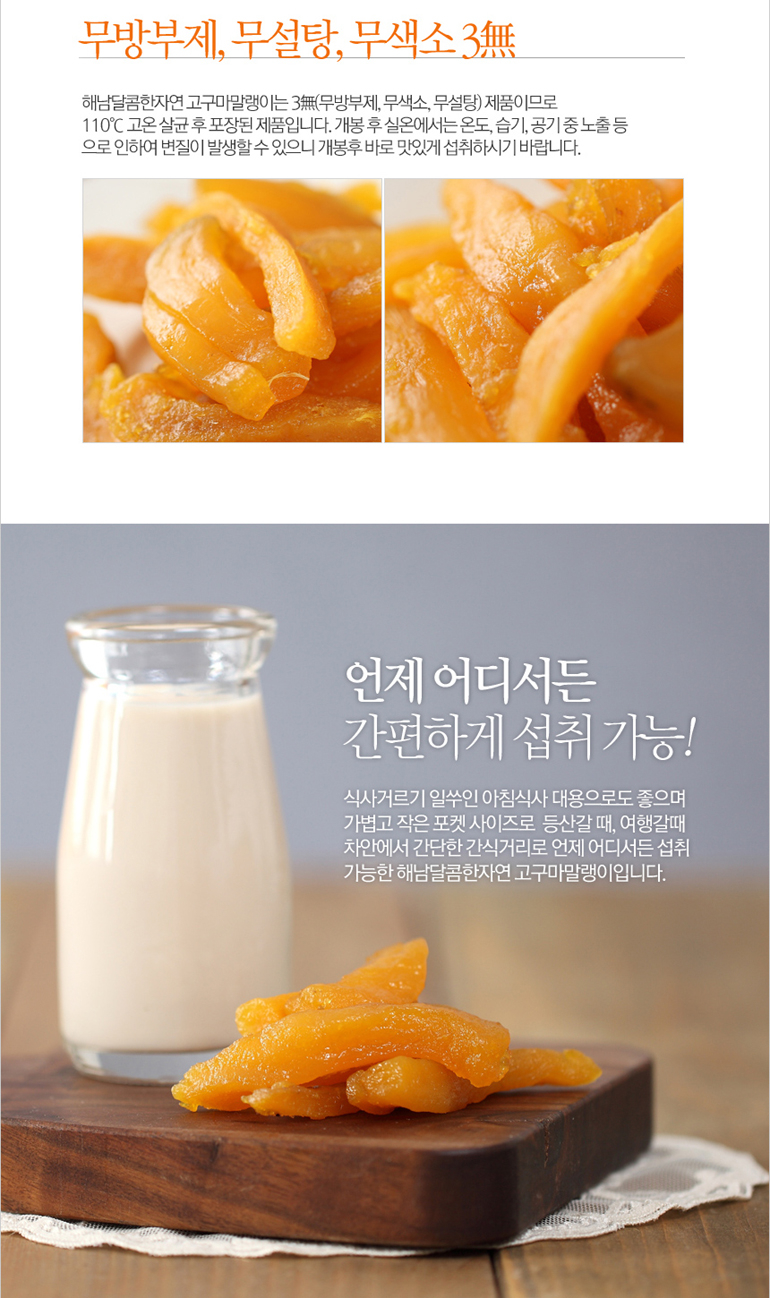 무방부제, 무설탕, 무색소 3無
해남달콤한자연 고구마말랭이는 3無(무방부제, 무색소, 무설탕) 제품이므로
110℃ 고온 살균 후 포장된 제품입니다. 개봉 후 실온에서는 온도, 습기, 공기 중 노출 등
으로 인하여 변질이 발생할 수 있으니 개봉후 바로 맛있게 섭취하시기 바랍니다.
언제 어디서든
간편하게 섭취 가능!
식사거르기 일쑤인 아침식사 대용으로도 좋으며
가볍고 작은 포켓 사이즈로 등산갈 때, 여행갈때
차안에서 간단한 간식거리로 언제 어디서든 섭취
가능한 해남달콤한자연 고구마말랭이입니다.